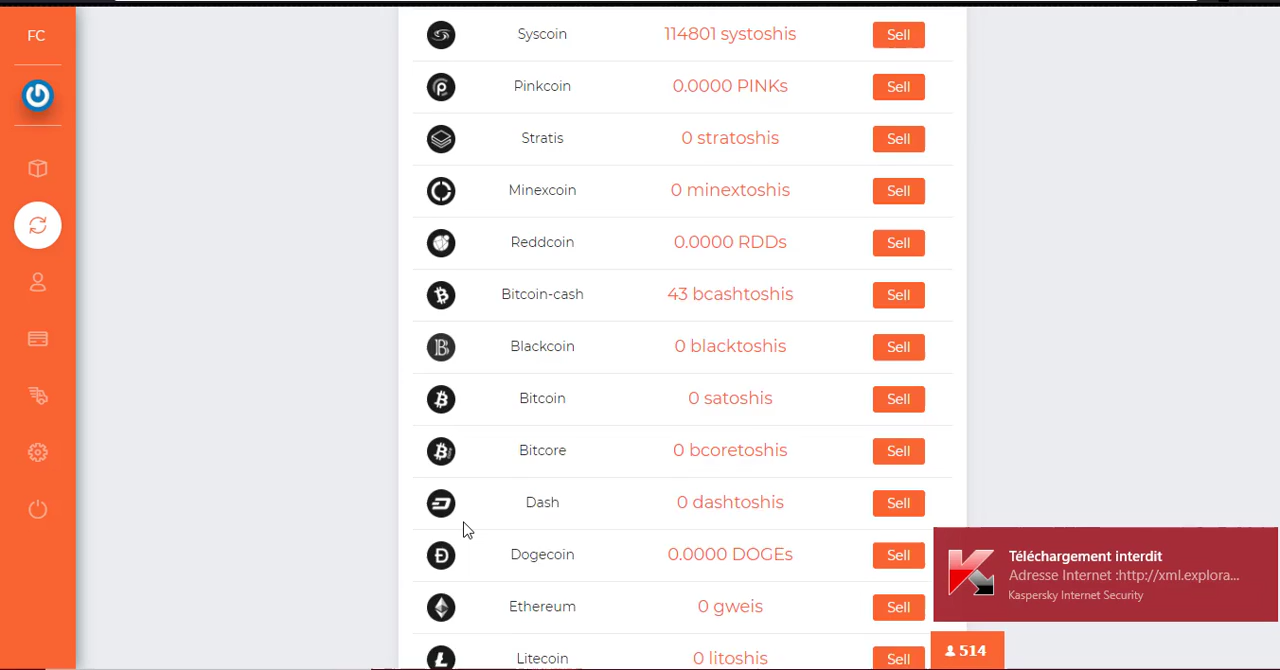 FC
Syscoin 114801 systoshis Sell
Pinkcoin 0.0000 PINKs Sell
Stratis 0 stratoshis Sell
Minexcoin 0 minextoshis Sell
Reddcoin 0.0000 RDDs Sell
Bitcoin-cash 43 bcashtoshis Sell
Blackcoin 0 blacktoshis Sell
Bitcoin 0 satoshis Sell
Bitcore 0 bcoretoshis Sell
Dash 0 dashtoshis Sell
Dogecoin 0.0000 DOGEs Sell
Ethereum 0 gweis Sell
Litecoin 0 litoshis Sell
Téléchargement interdit
Adresse Internet :http://xml.explora...
Kaspersky Internet Security
514